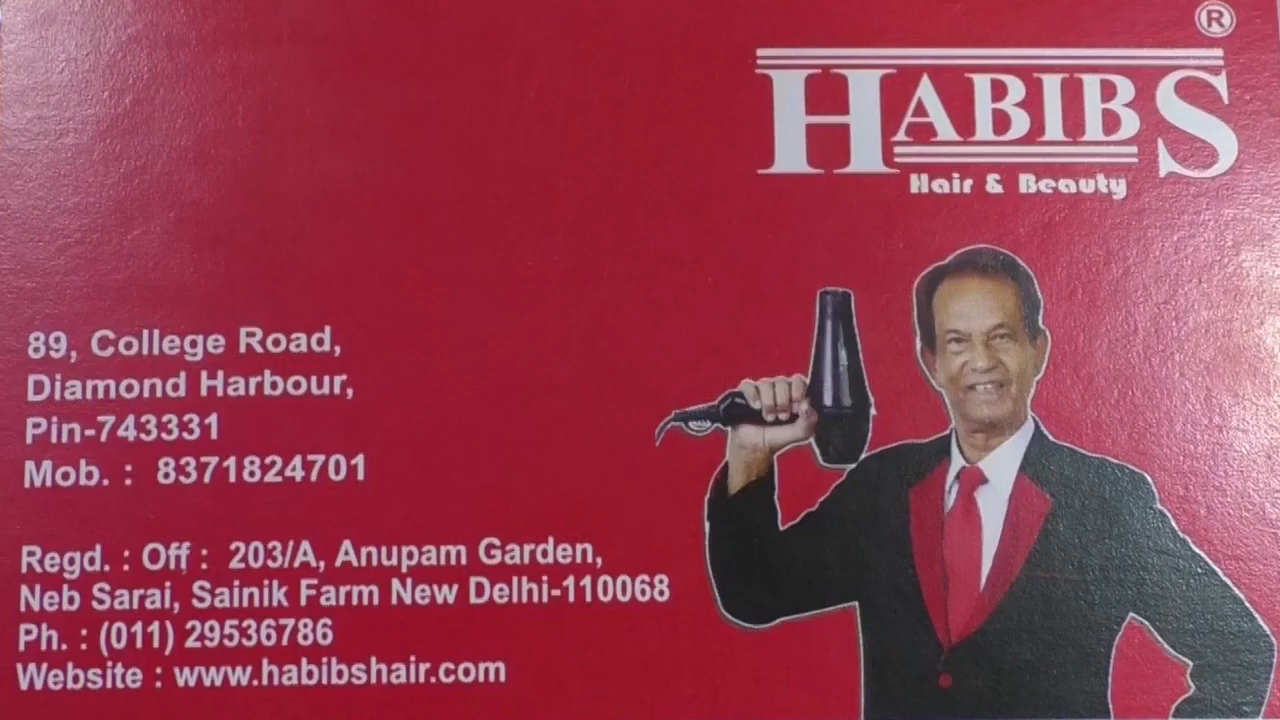 ®
HABIBS
Hair & Beauty
89, College Road,
Diamond Harbour,
Pin-743331
Mob. : 8371824701
Regd. : Off : 203/A, Anupam Garden,
Neb Sarai, Sainik Farm New Delhi-110068
Ph. : (011) 29536786
Website : www.habibshair.com